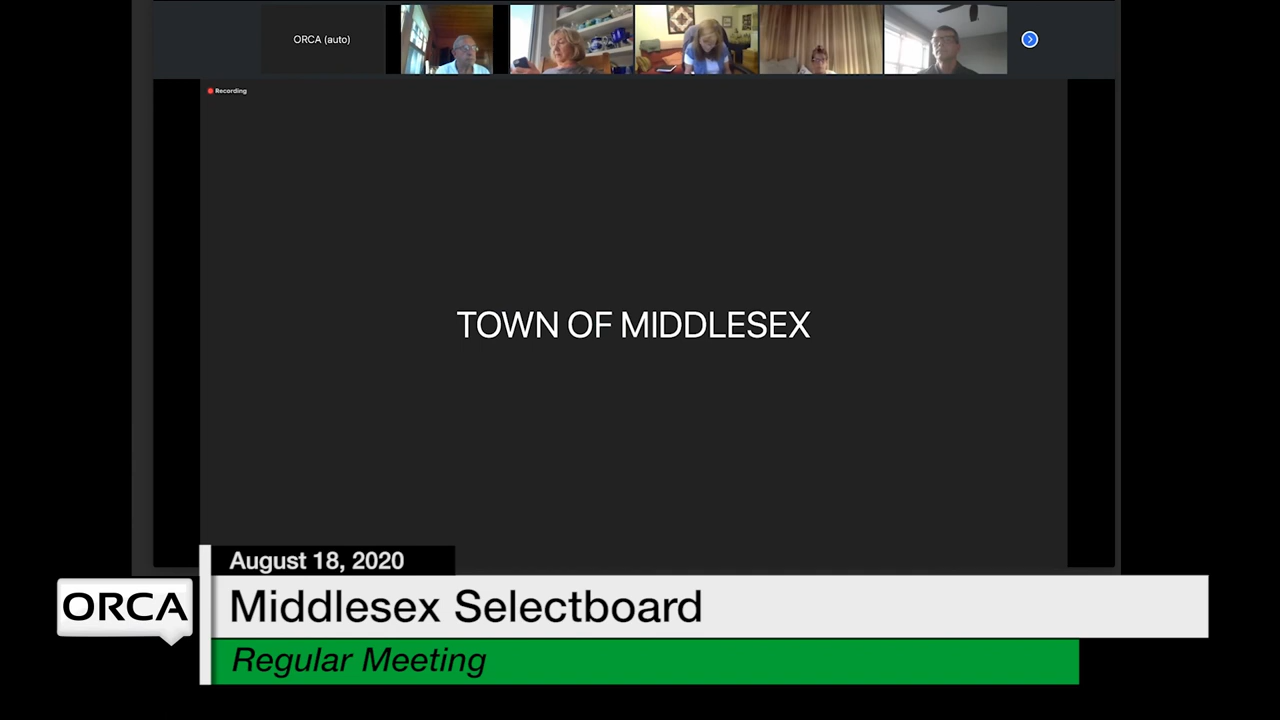 ORCA (auto)
Recording
TOWN OF MIDDLESEX
August 18, 2020
ORCA
Middlesex Selectboard
Regular Meeting